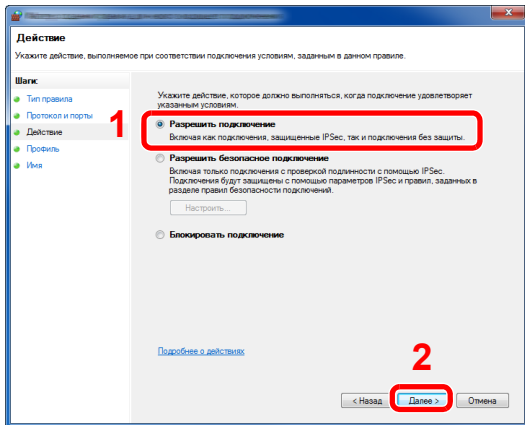 Действие
Укажите действие, выполняемое при соответствии подключения условиям, заданным в данном правиле.
Шаги:
Тип правила
Протокол и порты
Действие
Профиль
Имя
Укажите действие, которое должно выполняться, когда подключение удовлетворяет
указанным условиям.
1
Разрешить подключение
Включая как подключения, защищенные IPSec, так и подключения без защиты.
Разрешить безопасное подключение
Включая только подключения с проверкой подлинности с помощью IPSec.
Подключения будут защищены с помощью параметров IPSec и правил, заданных в
разделе правил безопасности подключений.
Настроить...
Блокировать подключение
Подробнее о действиях
2
< Назад
Далее >
Отмена